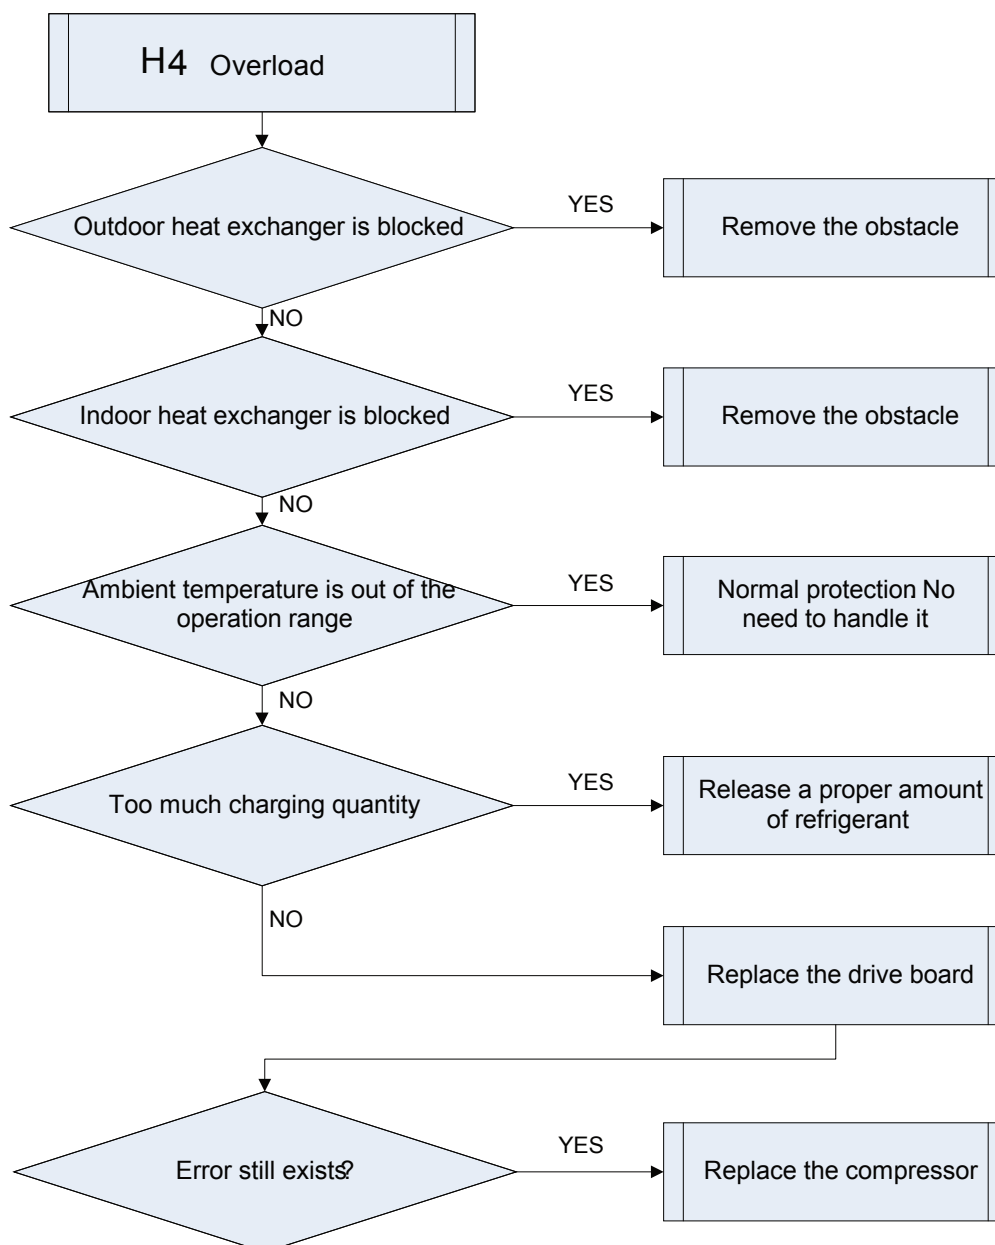 H4 Overload
Outdoor heat exchanger is blocked
YES
Remove the obstacle
NO
Indoor heat exchanger is blocked
YES
Remove the obstacle
NO
Ambient temperature is out of the
operation range
YES
Normal protection. No
need to handle it
NO
Too much charging quantity
YES
Release a proper amount
of refrigerant
NO
Replace the drive board
Error still exists?
YES
Replace the compressor